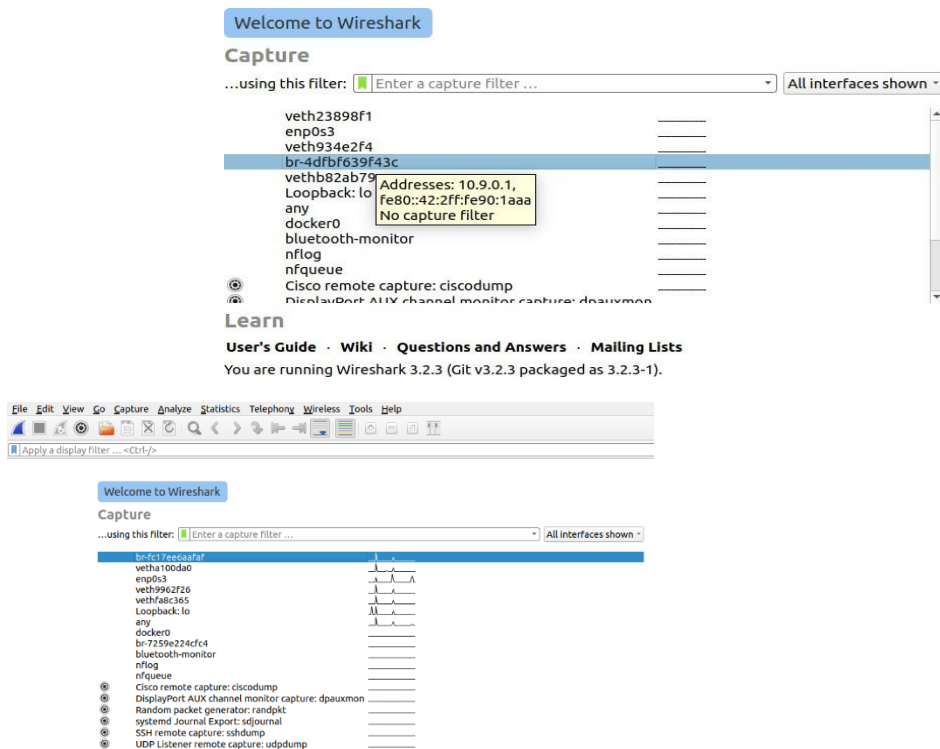 Welcome to Wireshark
Capture
...using this filter: Enter a capture filter ... All interfaces shown
veth23898f1
enp0s3
veth934e2f4
br-4dfbf639f43c
vethb82ab79
Loopback: lo
any
docker0
bluetooth-monitor
nflog
nfqueue
Addresses: 10.9.0.1,
fe80::42:2ff:fe90:1aaa
No capture filter
Cisco remote capture: ciscodump
DisplayPort AUX channel monitor capture: dpauxmon
Learn
User's Guide · Wiki · Questions and Answers · Mailing Lists
You are running Wireshark 3.2.3 (Git v3.2.3 packaged as 3.2.3-1).
File Edit View Go Capture Analyze Statistics Telephony Wireless Tools Help
Apply a display filter ... <Ctrl-/>
Welcome to Wireshark
Capture
...using this filter: Enter a capture filter ... All interfaces shown
br-fc17ee6aafaf
vetha100da0
enp0s3
veth9962f26
vethfa8c365
Loopback: lo
any
docker0
br-7259e224cfc4
bluetooth-monitor
nflog
nfqueue
Cisco remote capture: ciscodump
DisplayPort AUX channel monitor capture: dpauxmon
Random packet generator: randpkt
systemd Journal Export: sdjournal
SSH remote capture: sshdump
UDP Listener remote capture: udpdump